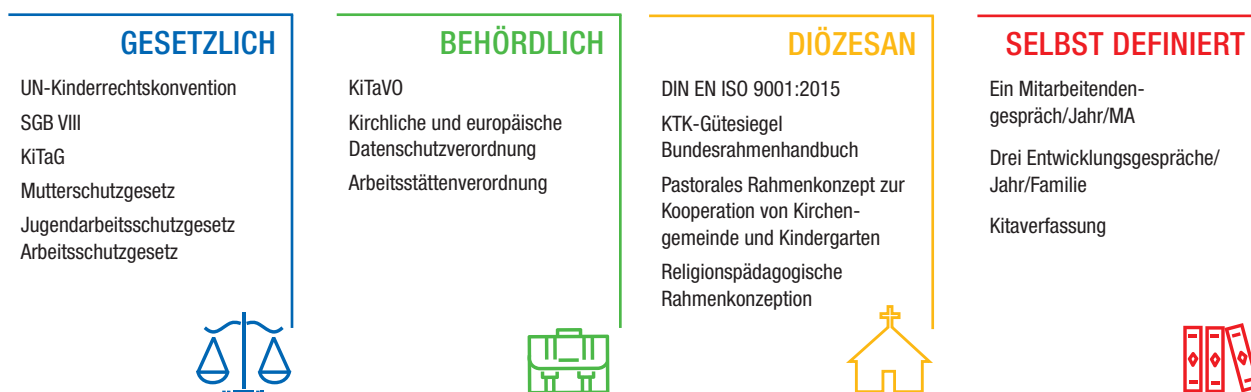 GESETZLICH
UN-Kinderrechtskonvention
SGB VIII
KiTaG
Mutterschutzgesetz
Jugendarbeitsschutzgesetz
Arbeitsschutzgesetz
BEHÖRDLICH
KiTaVO
Kirchliche und europäische
Datenschutzverordnung
Arbeitsstättenverordnung
DIÖZESAN
DIN EN ISO 9001:2015
KTK-Gütesiegel
Bundesrahmenhandbuch
Pastorales Rahmenkonzept zur
Kooperation von Kirchen-
gemeinde und Kindergarten
Religionspädagogische
Rahmenkonzeption
SELBST DEFINIERT
Ein Mitarbeitenden-
gespräch/Jahr/MA
Drei Entwicklungsgespräche/
Jahr/Familie
Kitaverfassung